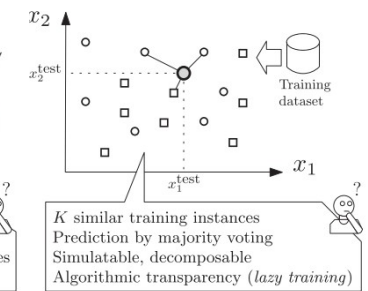 x₂
x₂ᵗᵉˢᵗ
Training
dataset
x₁
x₁ᵗᵉˢᵗ
?
?
K similar training instances
Prediction by majority voting
Simulatable, decomposable
Algorithmic transparency (lazy training)
es